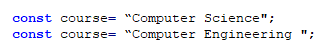 const course= “Computer Science";
const course= “Computer Engineering ";